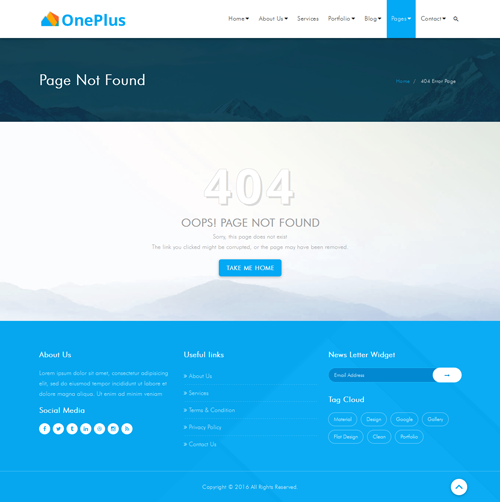 OnePlus
Home About Us Services Portfolio Blog Pages Contact
Page Not Found
Home / 404 Error Page
404
OOPS! PAGE NOT FOUND
Sorry, this page does not exist
The link you clicked might be corrupted, or the page may have been removed.
TAKE ME HOME
About Us
Lorem ipsum dolor sit amet, consectetur adipiscing
elit, sed do eiusmod tempor incididunt ut labore et
dolore magna aliqua. Ut enim ad minim veniam.
Social Media
Useful links
» About Us
» Services
» Terms & Condition
» Privacy Policy
» Contact Us
News Letter Widget
Email Address
Tag Cloud
Material Design Google Gallery
Flat Design Clean Portfolio
Copyright © 2016 All Rights Reserved.